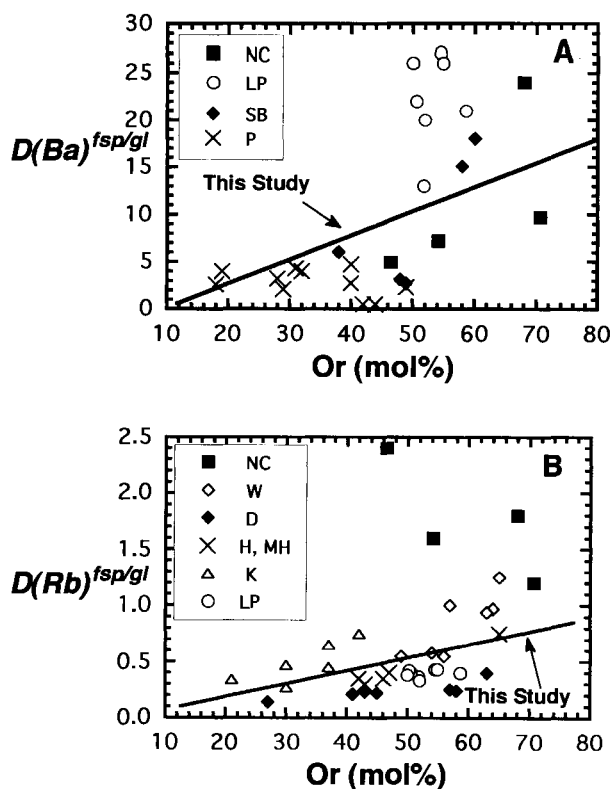 A
30
25
20
15
10
5
0
NC
LP
SB
P
D(Ba)fsp/gl
This Study
10 20 30 40 50 60 70 80
Or (mol%)
B
2.5
2.0
1.5
1.0
0.5
0.0
NC
W
D
H, MH
K
LP
D(Rb)fsp/gl
This Study
10 20 30 40 50 60 70 80
Or (mol%)